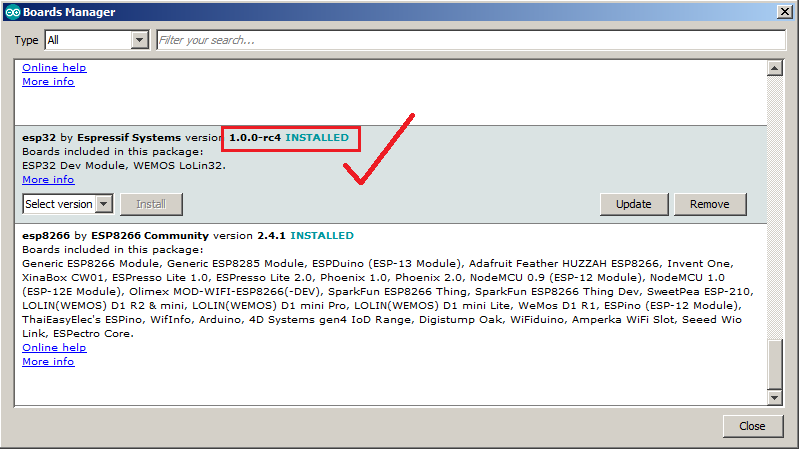 Boards Manager
Type All Filter your search...
Online help
More info
esp32 by Espressif Systems version 1.0.0-rc4 INSTALLED
Boards included in this package:
ESP32 Dev Module, WEMOS LoLin32.
More info
Select version Install Update Remove
esp8266 by ESP8266 Community version 2.4.1 INSTALLED
Boards included in this package:
Generic ESP8266 Module, Generic ESP8285 Module, ESPDuino (ESP-13 Module), Adafruit Feather HUZZAH ESP8266, Invent One,
XinaBox CW01, ESPresso Lite 1.0, ESPresso Lite 2.0, Phoenix 1.0, Phoenix 2.0, NodeMCU 0.9 (ESP-12 Module), NodeMCU 1.0
(ESP-12E Module), Olimex MOD-WIFI-ESP8266(-DEV), SparkFun ESP8266 Thing, SparkFun ESP8266 Thing Dev, SweetPea ESP-210,
LOLIN(WEMOS) D1 R2 & mini, LOLIN(WEMOS) D1 mini Pro, LOLIN(WEMOS) D1 mini Lite, WeMos D1 R1, ESPino (ESP-12 Module),
ThaiEasyElec's ESPino, WifInfo, Arduino, 4D Systems gen4 IoD Range, Digistump Oak, WiFiduino, Amperka WiFi Slot, Seeed Wio
Link, ESPectro Core.
Online help
More info
Close